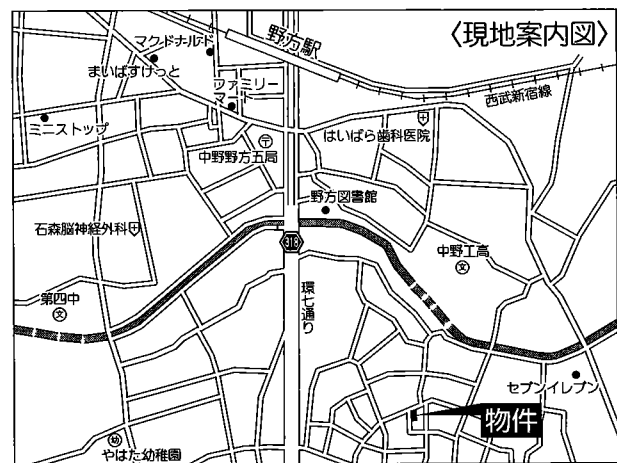 〈現地案内図〉
野方駅
マクドナルド
まいばすけっと
ファミリー
マ
ミニストップ
西武新宿線
はいばら歯科医院
中野野方五局
〒
野方図書館
石森脳神経外科
318
中野工高
文
環七通り
第四中
文
セブンイレブン
物件
幼
やはた幼稚園